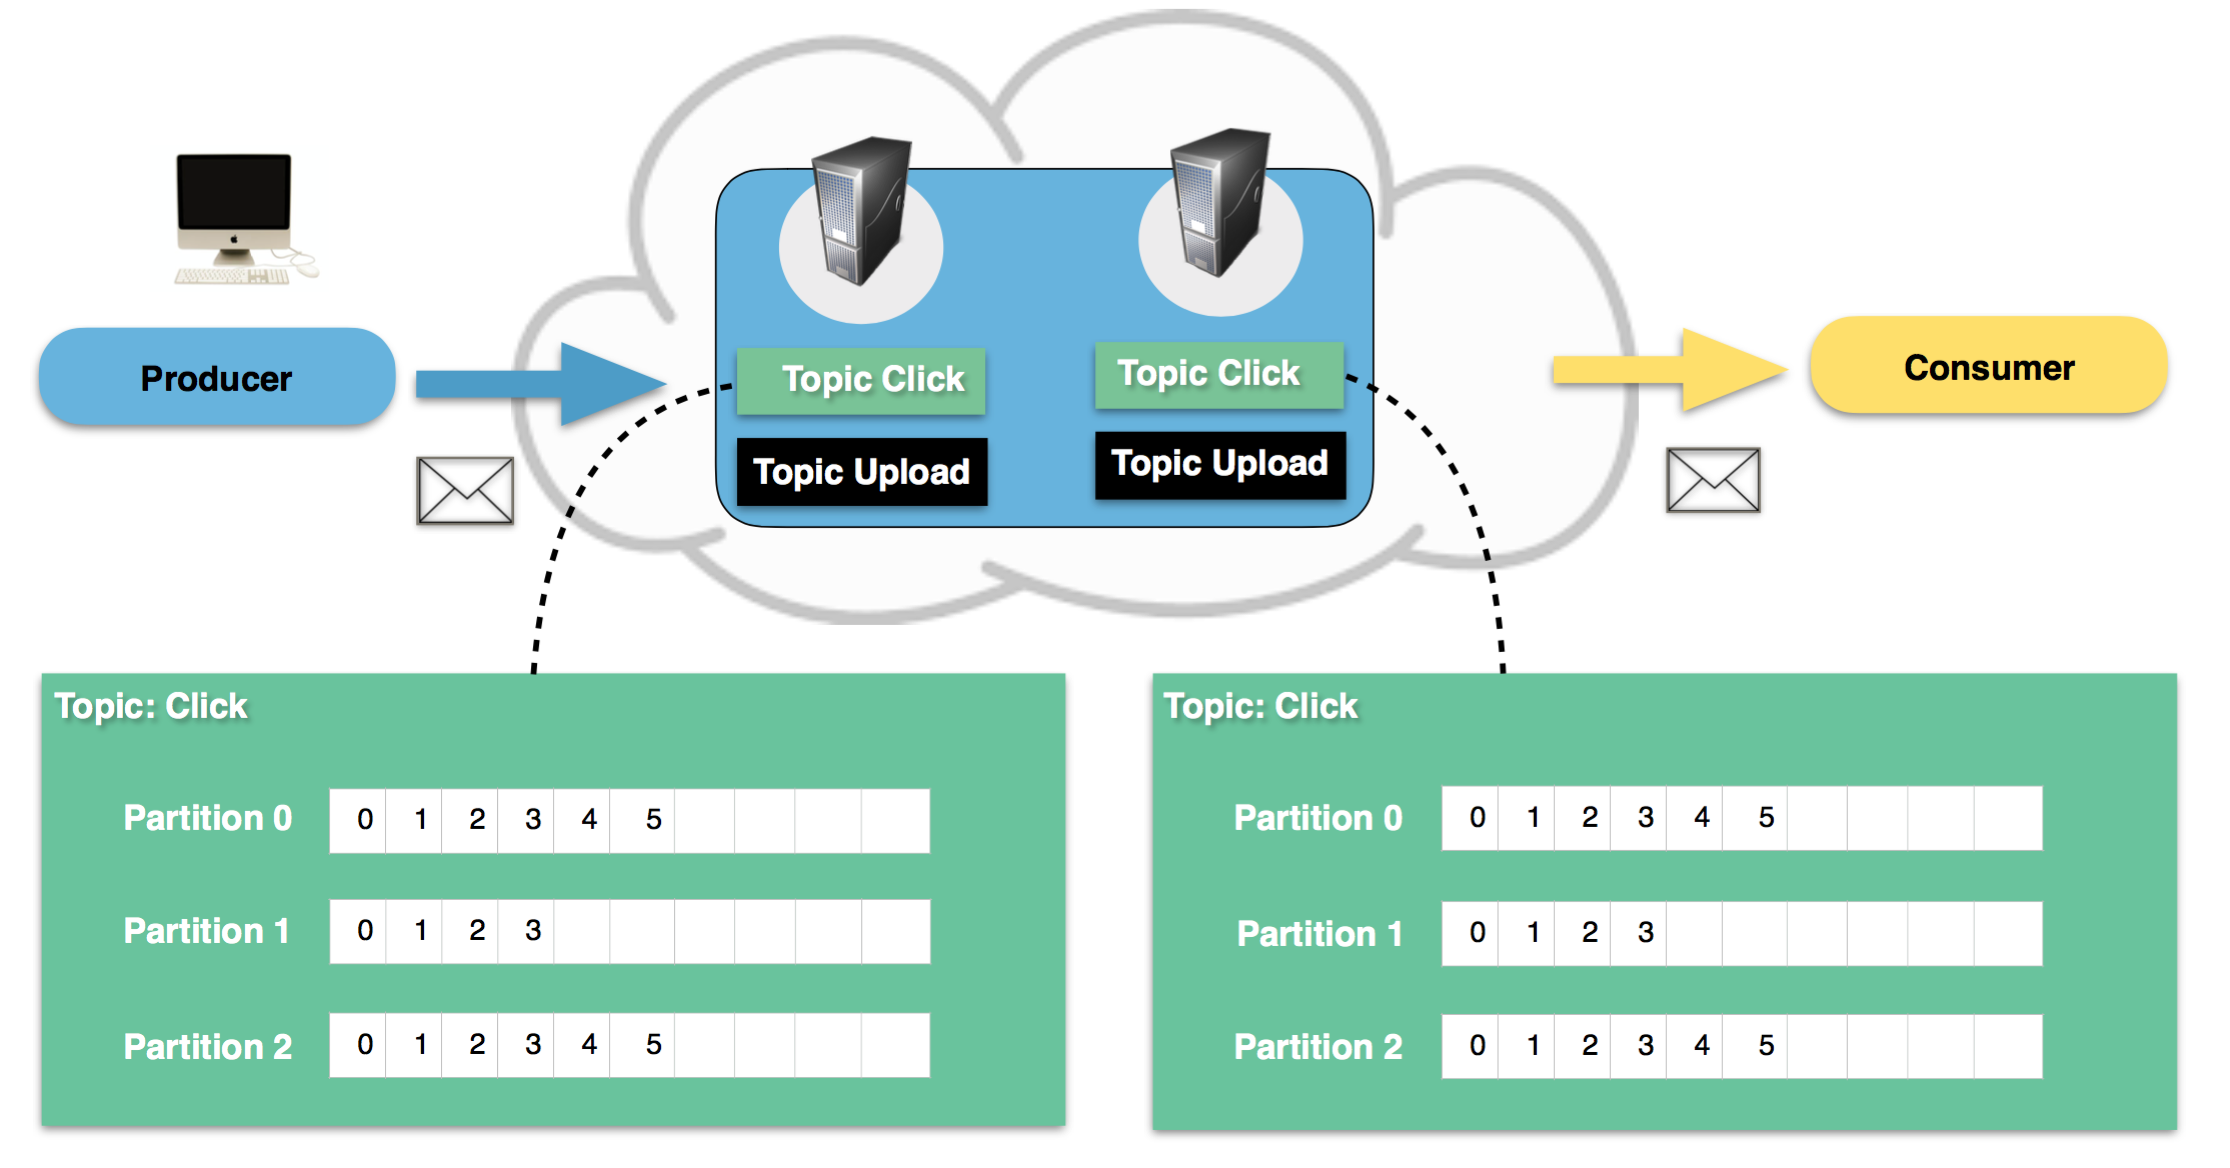 Producer
Topic Click
Topic Upload
Topic Click
Topic Upload
Consumer
Topic: Click
Partition 0 0 1 2 3 4 5
Partition 1 0 1 2 3
Partition 2 0 1 2 3 4 5
Topic: Click
Partition 0 0 1 2 3 4 5
Partition 1 0 1 2 3
Partition 2 0 1 2 3 4 5